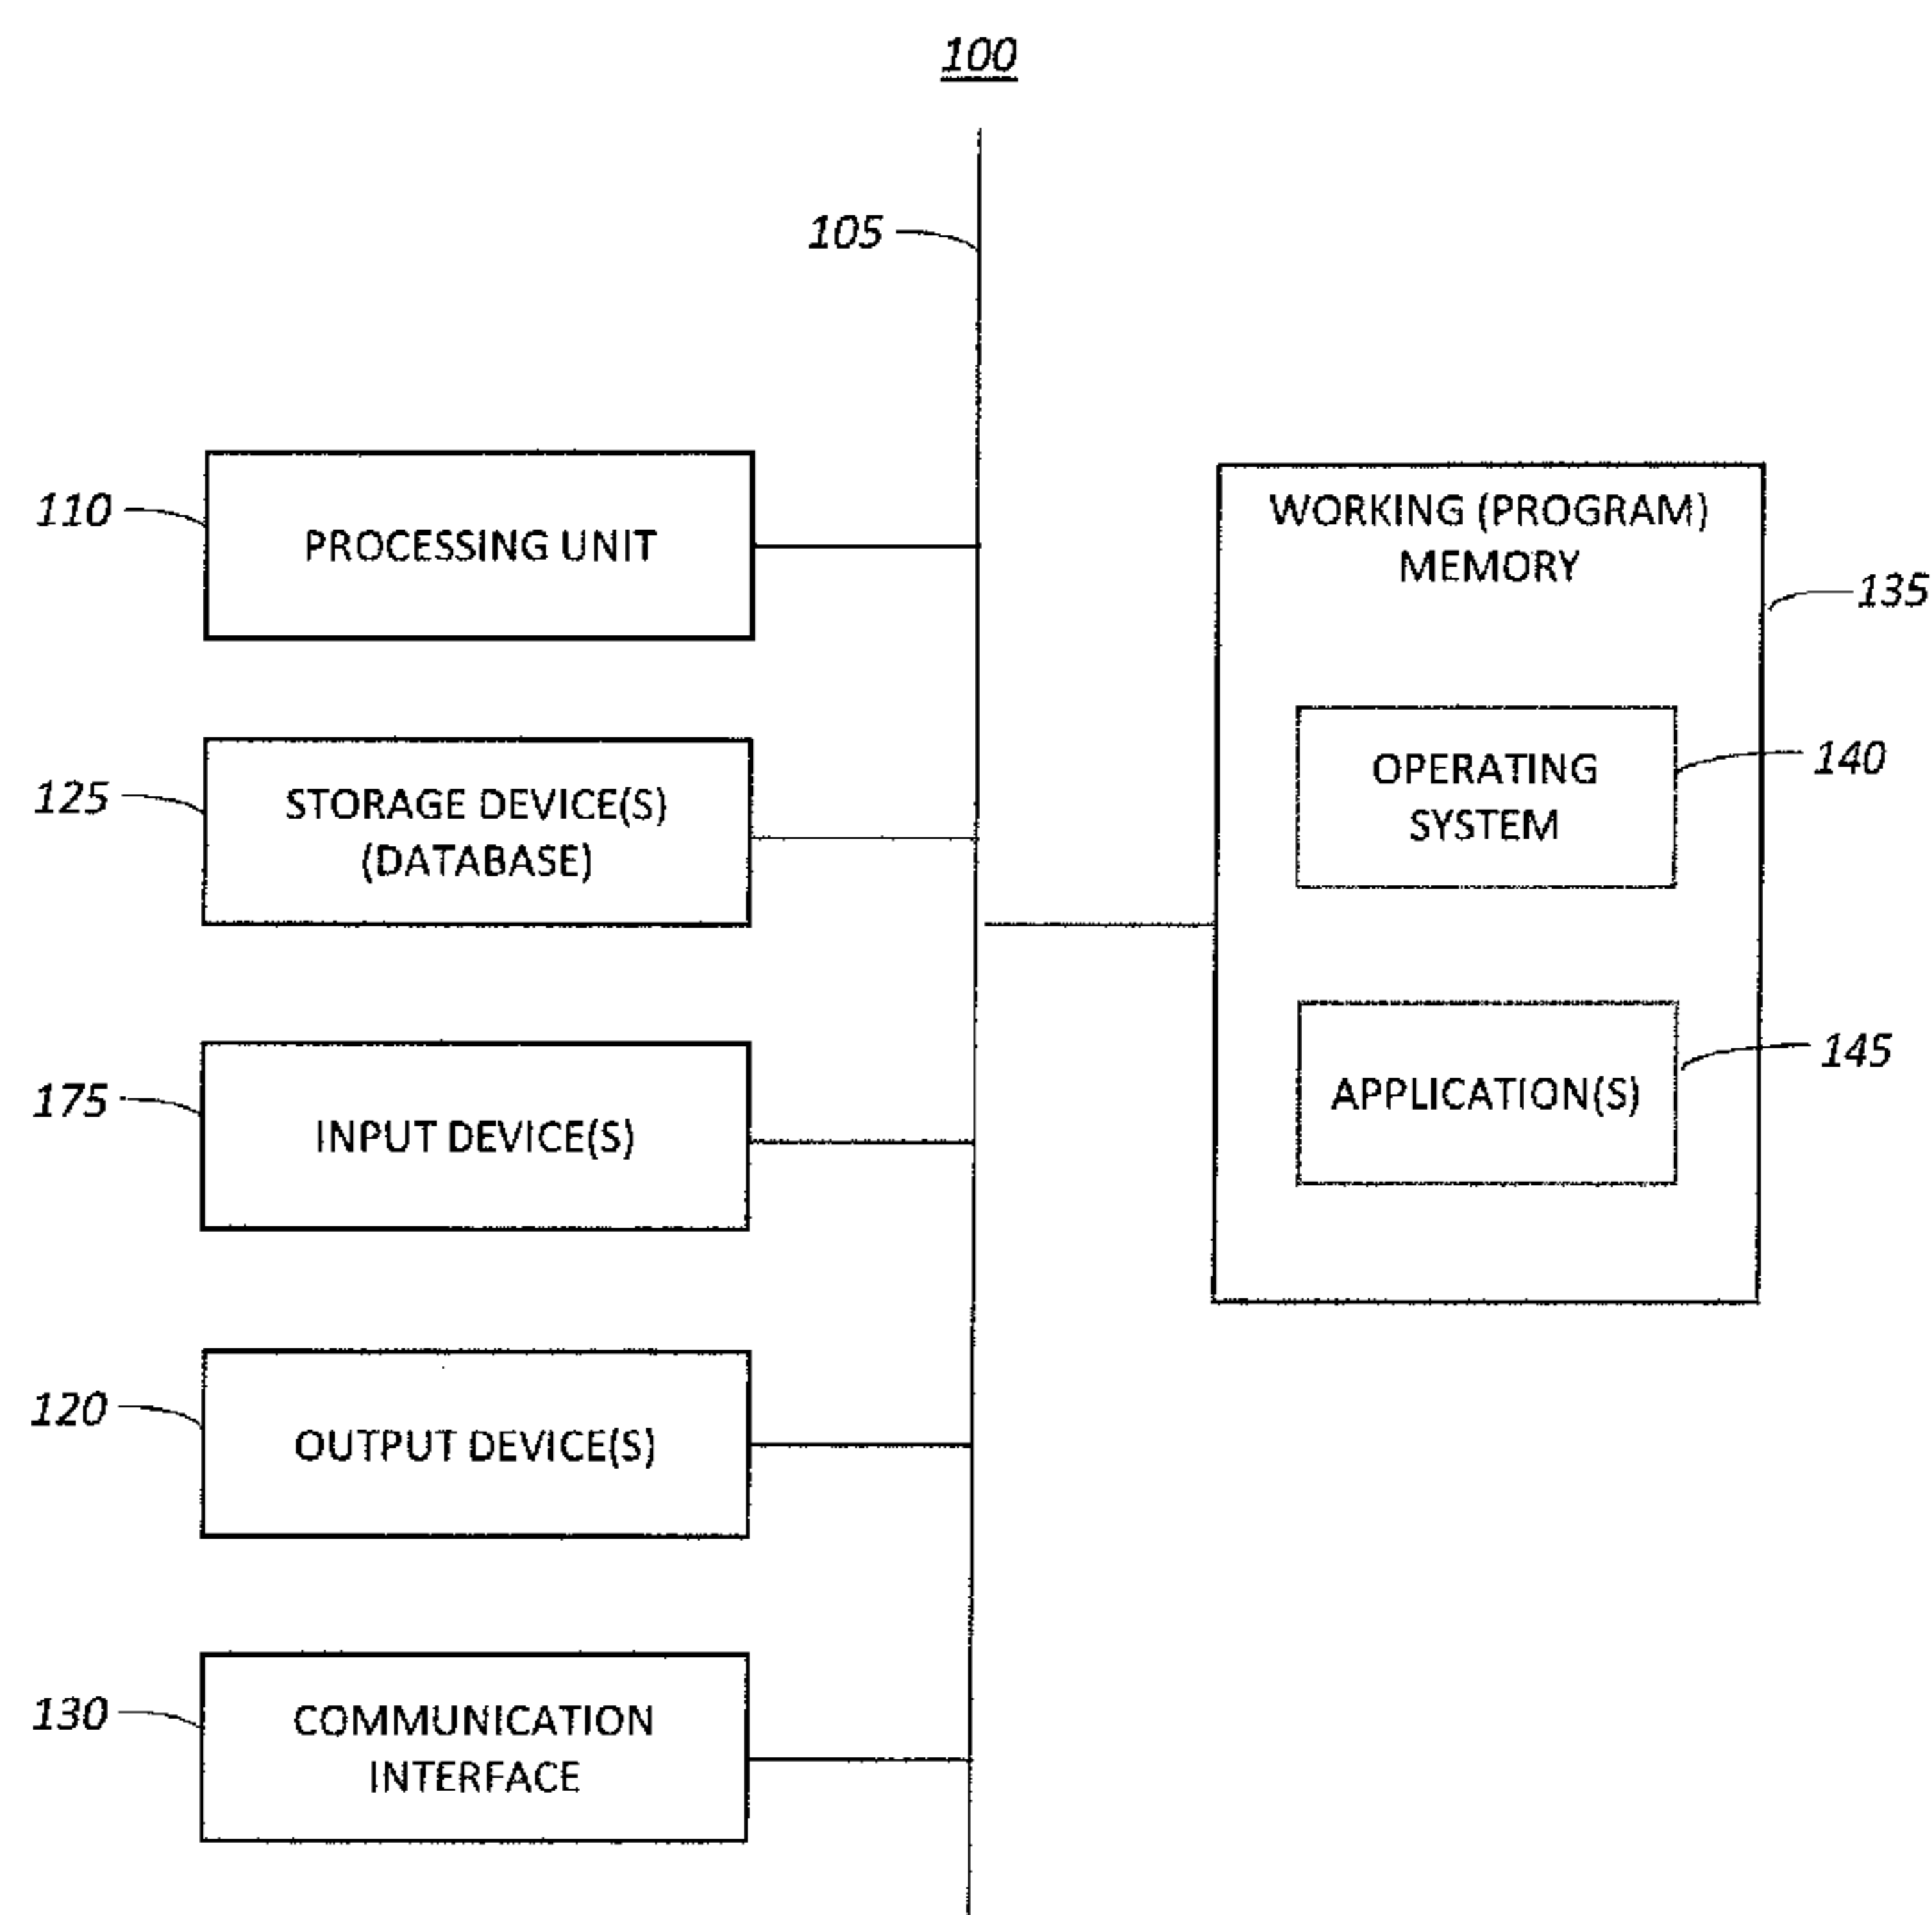 100
105
110
PROCESSING UNIT
125
STORAGE DEVICE(S)
(DATABASE)
175
INPUT DEVICE(S)
120
OUTPUT DEVICE(S)
130
COMMUNICATION
INTERFACE
WORKING (PROGRAM)
MEMORY
135
OPERATING
SYSTEM
140
APPLICATION(S)
145